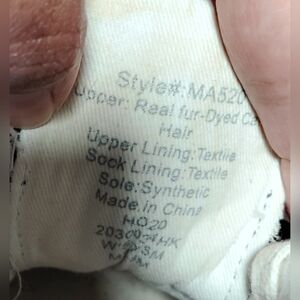 Style#:MA520
Upper: Real fur-Dyed
Hair
Upper Lining:Textile
Sock Lining:Textile
Sole:Synthetic
Made in China
HO20